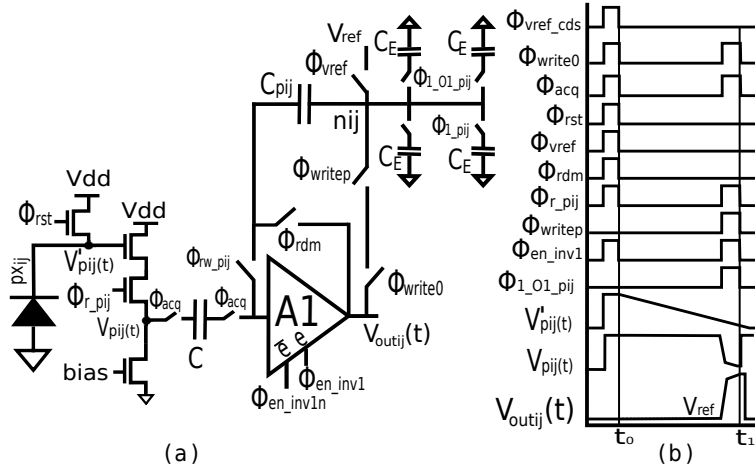 Vref
CE
CE
Φvref
Cpij
Φ1_O1_pij
nij
Φ1_pij
CE
CE
Φwritep
Vdd
Φrst
Vdd
V'pij(t)
pxij
Φr_pij
Φacq
Φacq
Φrw_pij
Φrdm
Φwrite0
A1
e̅
e
Vpij(t)
C
Voutij(t)
bias
Φen_inv1
Φen_inv1n
(a)
Φvref_cds
Φwrite0
Φacq
Φrst
Φvref
Φrdm
Φr_pij
Φwritep
Φen_inv1
Φ1_O1_pij
V'pij(t)
Vpij(t)
Voutij(t)
Vref
t0
t1
(b)